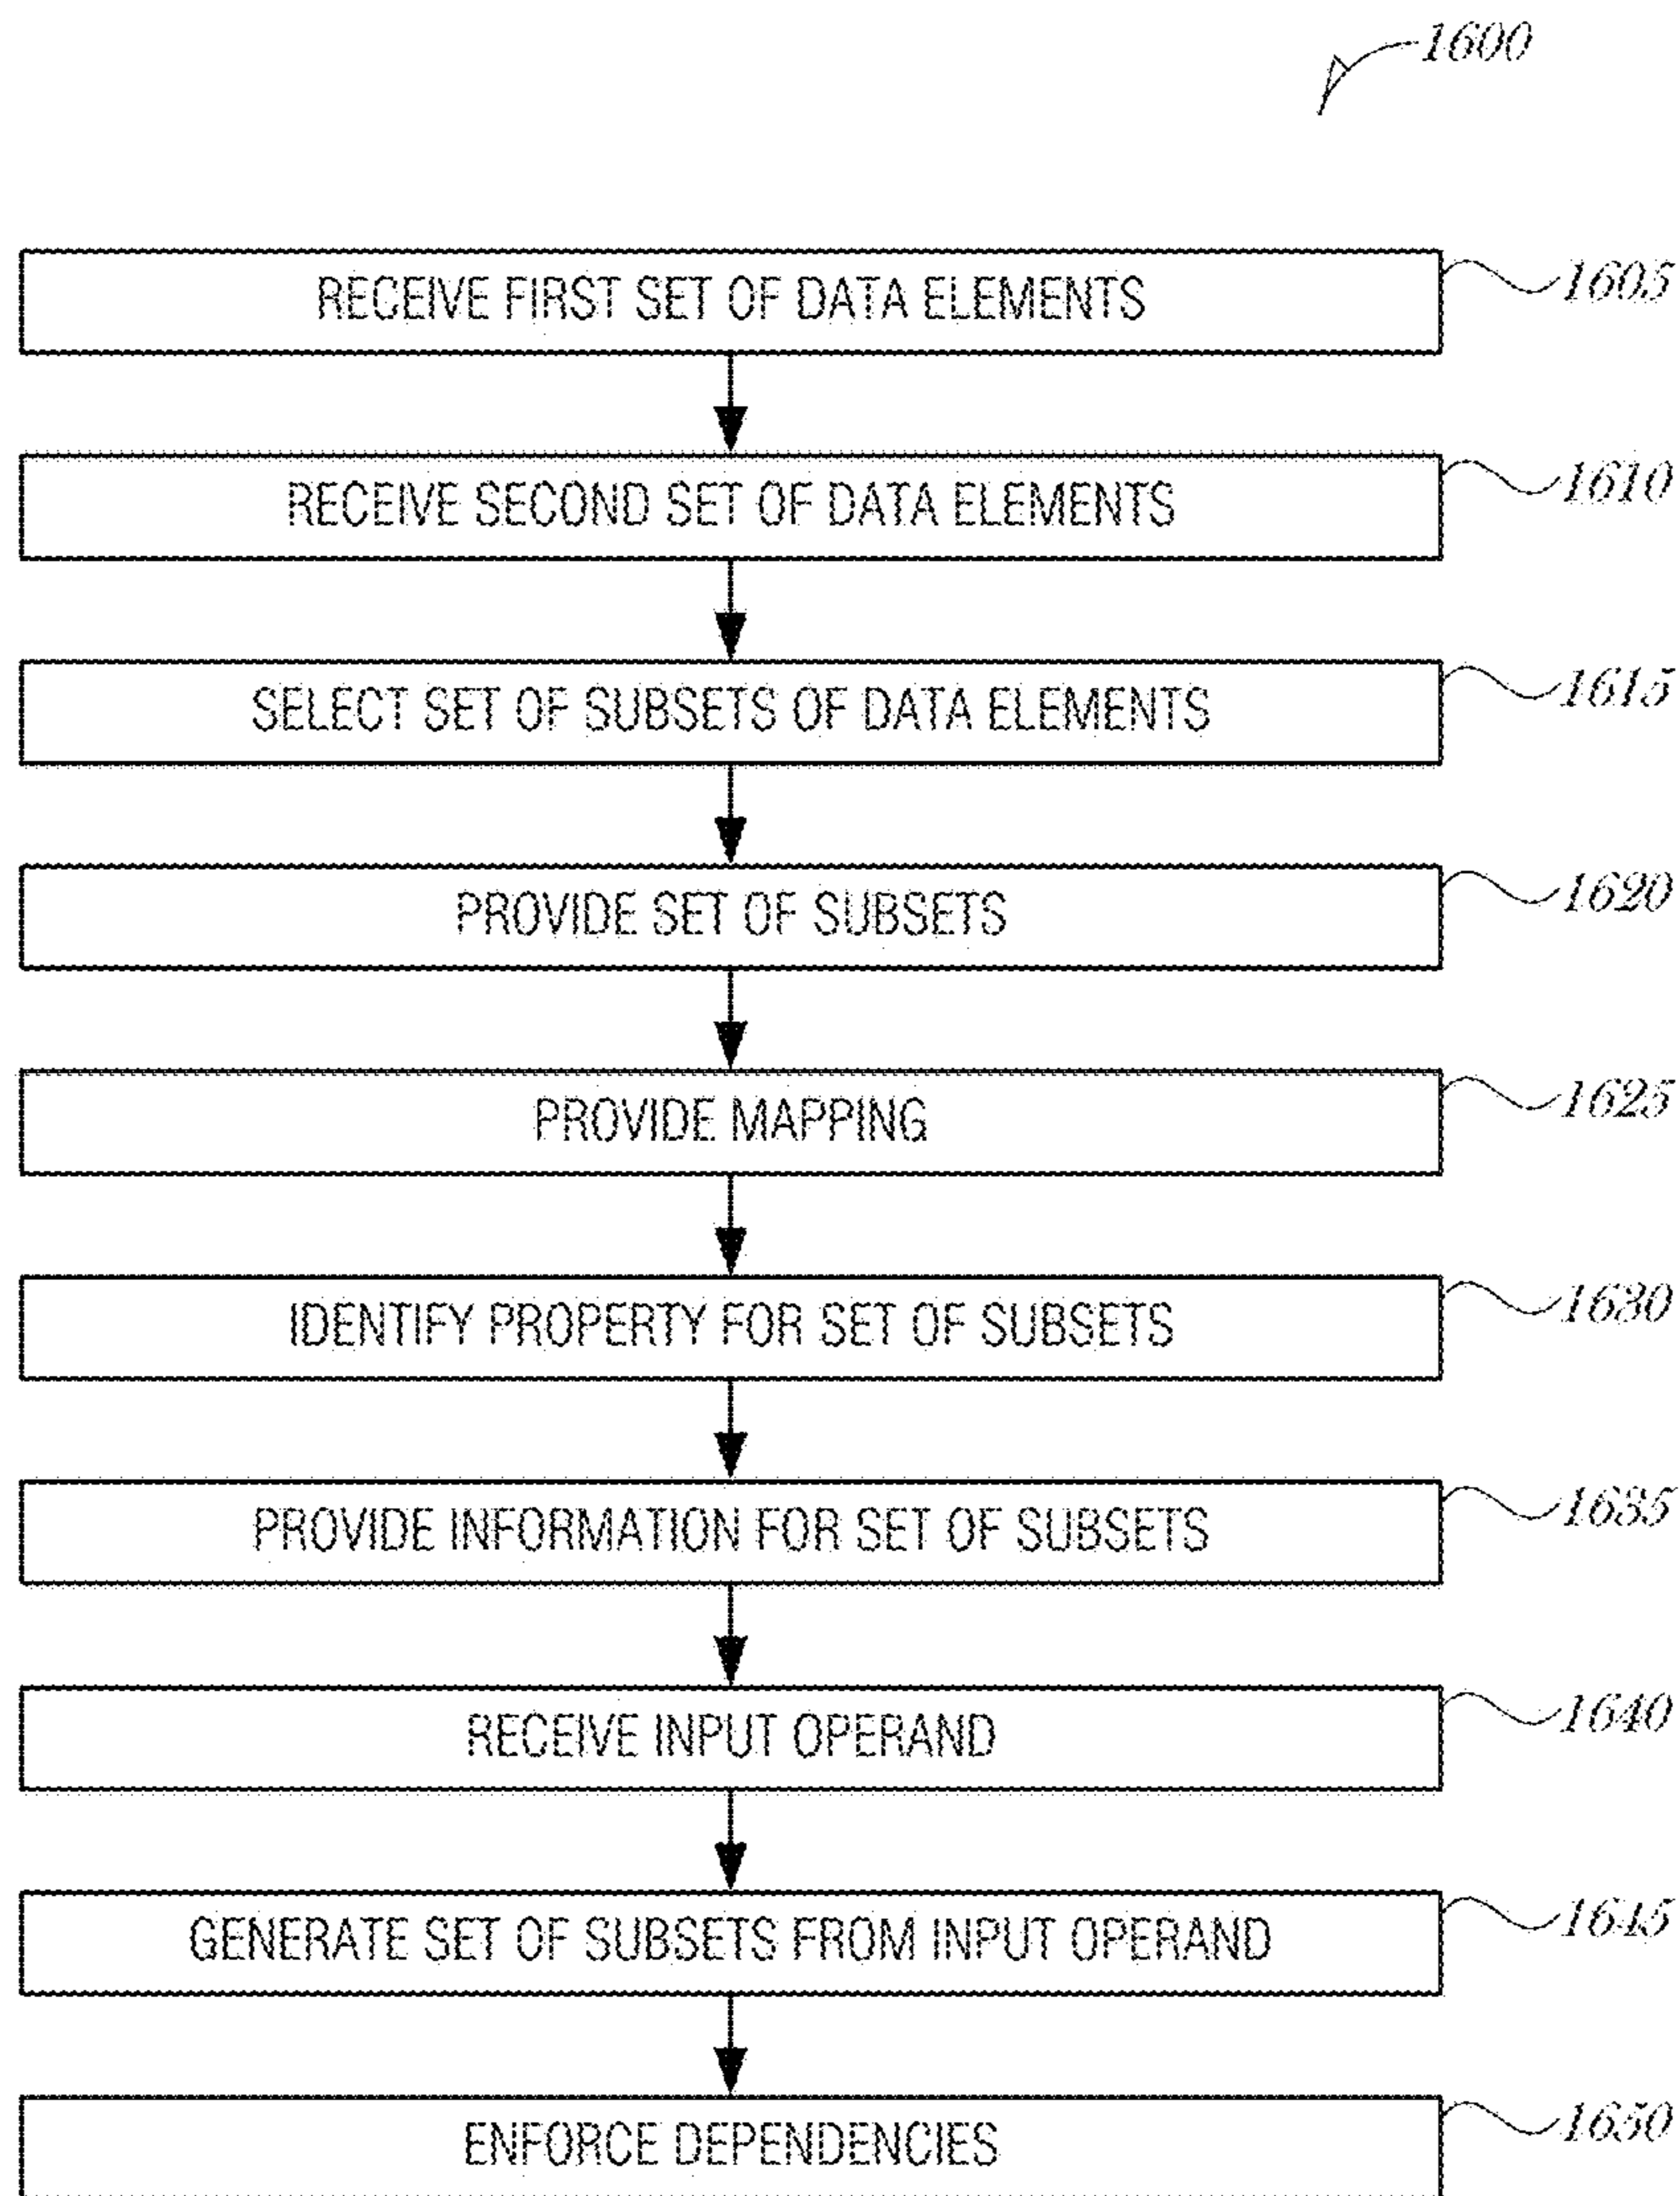 1600
RECEIVE FIRST SET OF DATA ELEMENTS
1605
RECEIVE SECOND SET OF DATA ELEMENTS
1610
SELECT SET OF SUBSETS OF DATA ELEMENTS
1615
PROVIDE SET OF SUBSETS
1620
PROVIDE MAPPING
1625
IDENTIFY PROPERTY FOR SET OF SUBSETS
1630
PROVIDE INFORMATION FOR SET OF SUBSETS
1635
RECEIVE INPUT OPERAND
1640
GENERATE SET OF SUBSETS FROM INPUT OPERAND
1645
ENFORCE DEPENDENCIES
1650